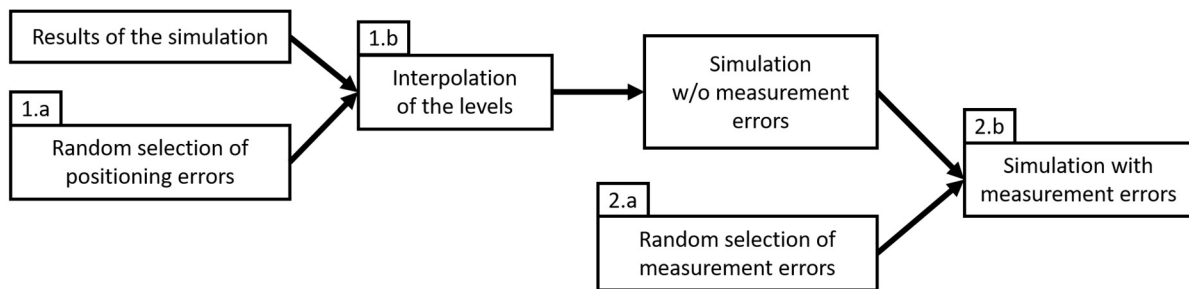 Results of the simulation
1.a
Random selection of
positioning errors
1.b
Interpolation
of the levels
Simulation
w/o measurement
errors
2.a
Random selection of
measurement errors
2.b
Simulation with
measurement errors